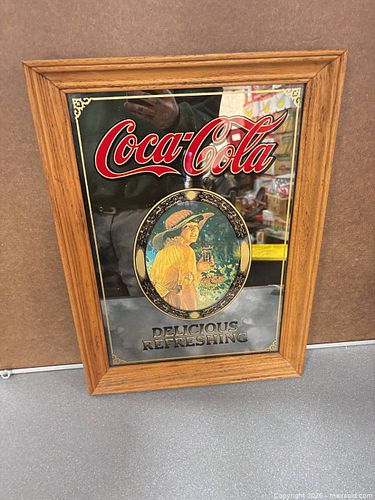 Coca-Cola
DELICIOUS
REFRESHING
Copyright 2026 - maxsold.com